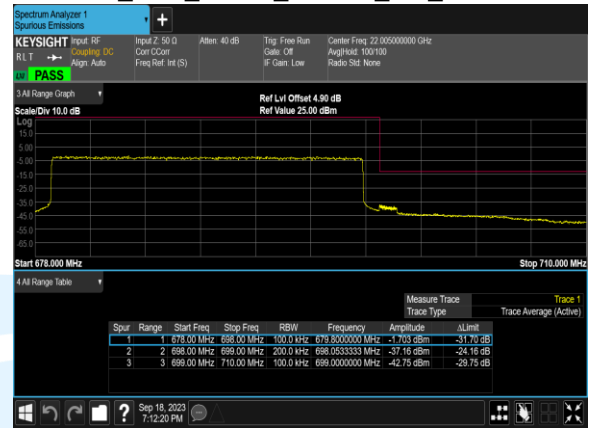 Spectrum Analyzer 1
Spurious Emissions
KEYSIGHT Input: RF Input Z: 50 Ω Atten: 40 dB Trig: Free Run Center Freq: 22.005000000 GHz
Coupling: DC Corr CCorr Gate: Off Avg|Hold: 100/100
RLT Align: Auto Freq Ref: Int (S) IF Gain: Low Radio Std: None
PASS
3 All Range Graph
Ref Lvl Offset 4.90 dB
Scale/Div 10.0 dB Ref Value 25.00 dBm
Log
15.0
5.00
-5.00
-15.0
-25.0
-35.0
-45.0
-55.0
-65.0
Start 678.000 MHz Stop 710.000 MHz
4 All Range Table
Measure Trace Trace 1
Trace Type Trace Average (Active)
Spur Range Start Freq Stop Freq RBW Frequency Amplitude ΔLimit
1 1 678.00 MHz 698.00 MHz 100.0 kHz 679.8000000 MHz -1.703 dBm -31.70 dB
2 2 698.00 MHz 699.00 MHz 200.0 kHz 698.0533333 MHz -37.16 dBm -24.16 dB
3 3 699.00 MHz 710.00 MHz 100.0 kHz 699.0000000 MHz -42.75 dBm -29.75 dB
? Sep 18, 2023
7:12:20 PM